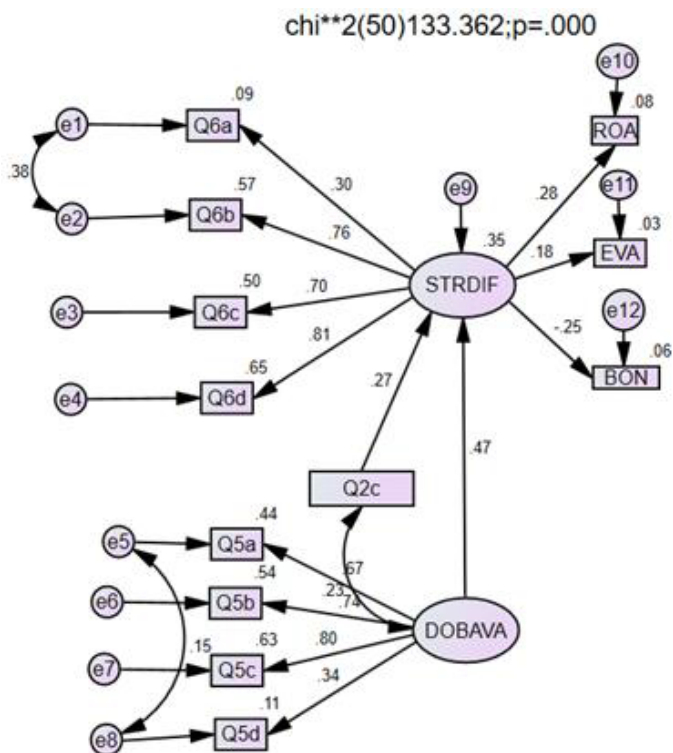 chi**2(50)133.362;p=.000
e10
.08
ROA
e1
.09
Q6a
.38
e2
.57
Q6b
.30
.76
e9
.35
STRDIF
.28
e11
.03
.18
EVA
e3
.50
Q6c
.70
.81
-.25
e12
.06
BON
e4
.65
Q6d
.27
.47
Q2c
e5
.44
Q5a
.67
.23
e6
.54
Q5b
.74
DOBAVA
.15
e7
.63
Q5c
.80
.34
e8
.11
Q5d